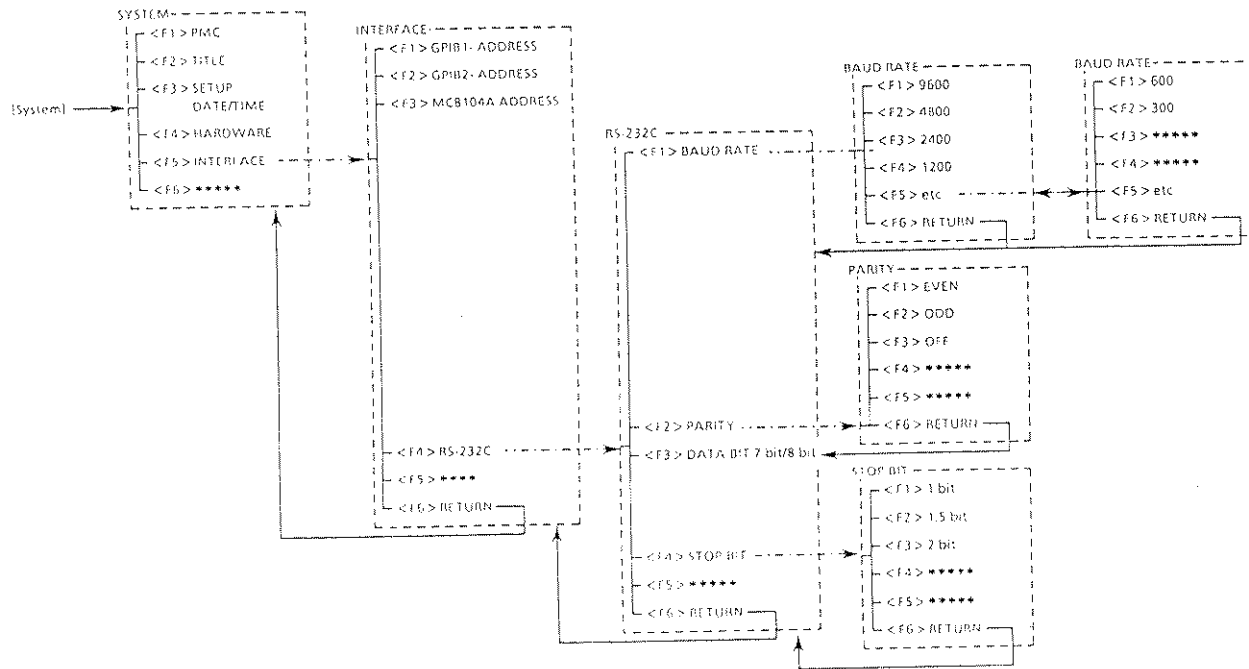 SYSTEM
[System]
<F1> PMC
<F2> TITLE
<F3> SETUP
DATE/TIME
<F4> HARDWARE
<F5> INTERFACE
<F6> *****
INTERFACE
<F1> GPIB1- ADDRESS
<F2> GPIB2- ADDRESS
<F3> MC8104A ADDRESS
<F4> RS-232C
<F5> ****
<F6> RETURN
RS-232C
<F1> BAUD RATE
<F2> PARITY
<F3> DATA BIT 7 bit/8 bit
<F4> STOP BIT
<F5> *****
<F6> RETURN
BAUD RATE
<F1> 9600
<F2> 4800
<F3> 2400
<F4> 1200
<F5> etc
<F6> RETURN
BAUD RATE
<F1> 600
<F2> 300
<F3> *****
<F4> *****
<F5> etc
<F6> RETURN
PARITY
<F1> EVEN
<F2> ODD
<F3> OFF
<F4> *****
<F5> *****
<F6> RETURN
STOP BIT
<F1> 1 bit
<F2> 1.5 bit
<F3> 2 bit
<F4> *****
<F5> *****
<F6> RETURN